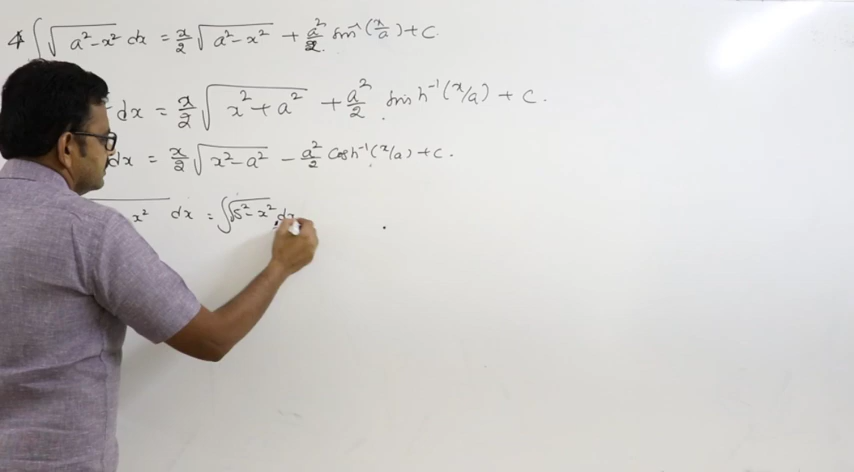 4 ∫ √a²-x² dx = x/2 √a²-x² + a²/2 sin⁻¹(x/a) + C.
dx = x/2 √x²+a² + a²/2 sinh⁻¹(x/a) + C.
dx = x/2 √x²-a² - a²/2 Cosh⁻¹(x/a) + C.
x² dx = ∫√5²-x² dx